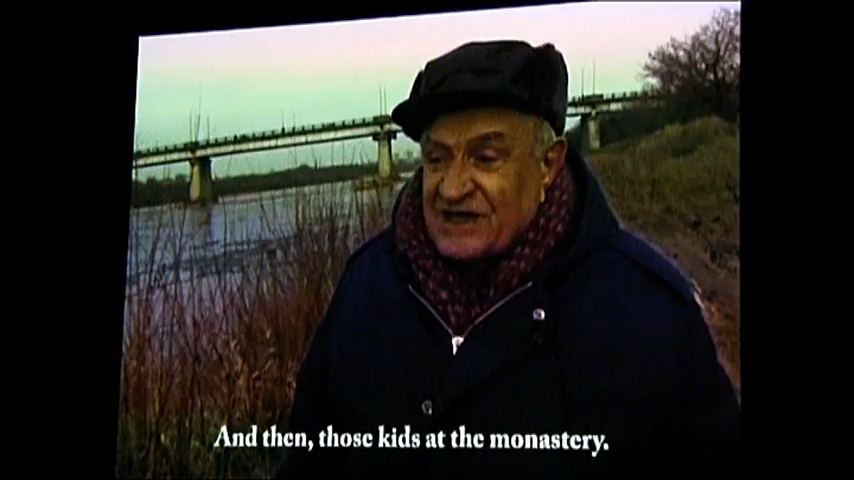 And then, those kids at the monastery.